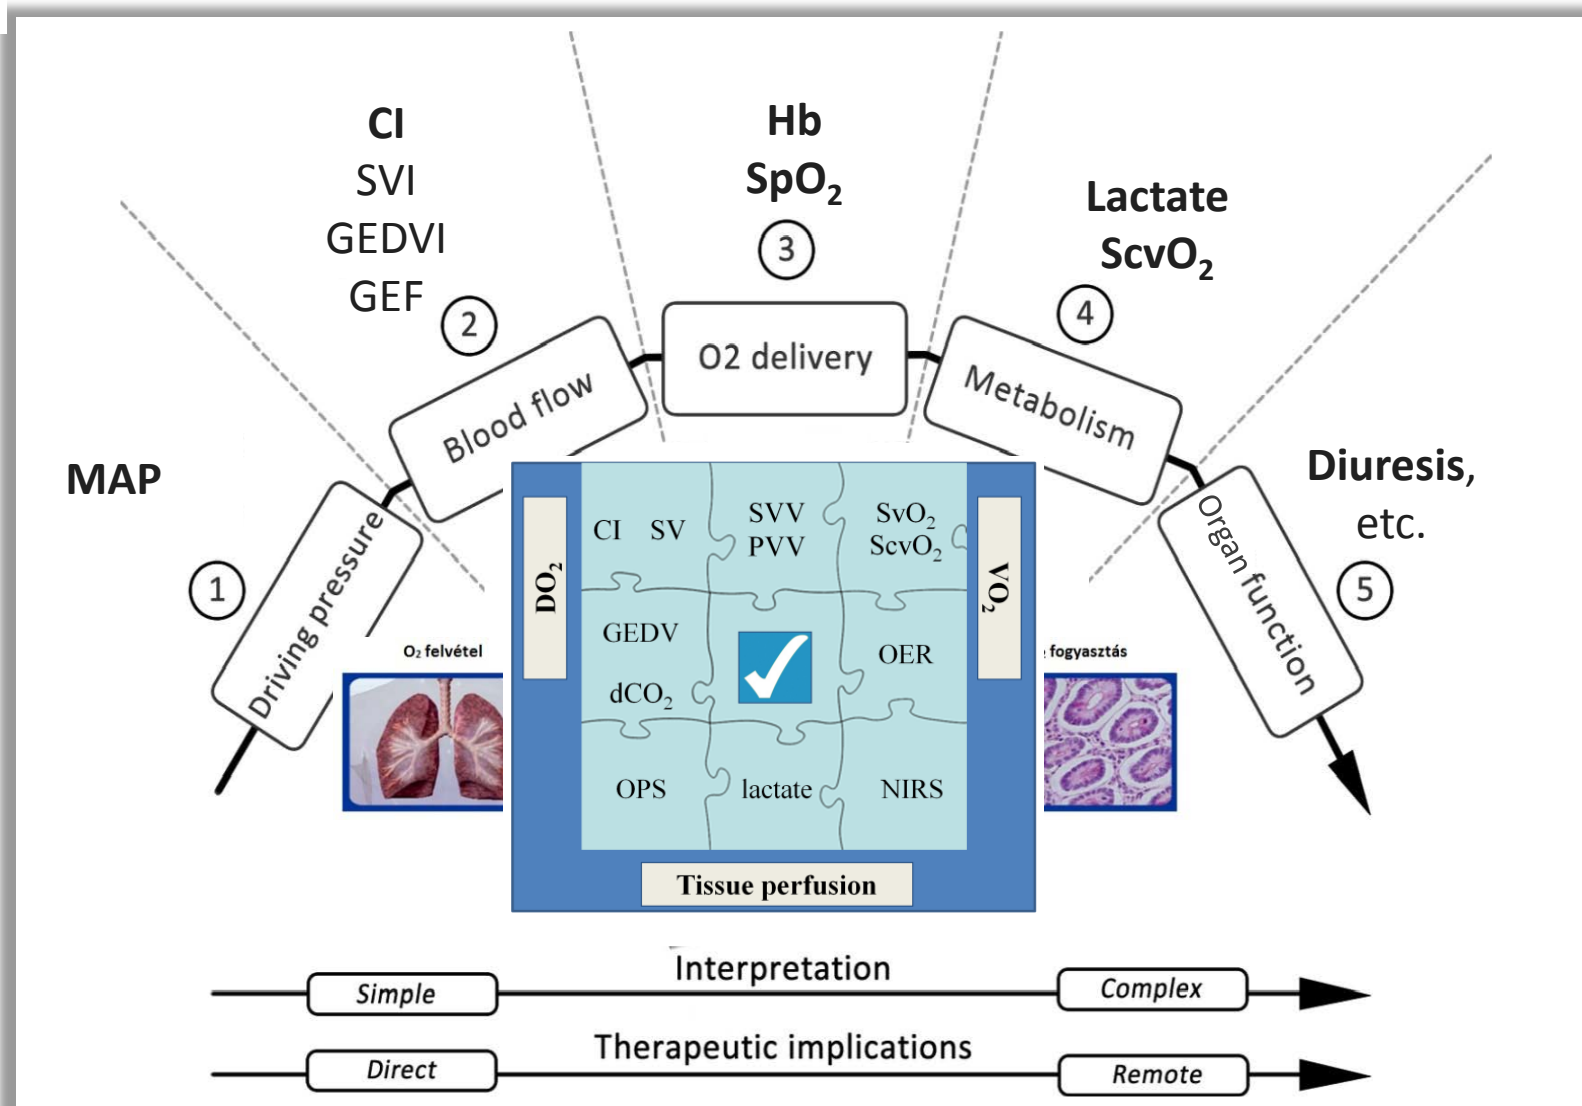 CI
SVI
GEDVI
GEF
Hb
SpO₂
Lactate
ScvO₂
MAP
Diuresis,
etc.
1
Driving pressure
2
Blood flow
3
O2 delivery
4
Metabolism
5
Organ function
O₂ felvétel
fogyasztás
DO₂
VO₂
CI SV
SVV
PVV
SvO₂
ScvO₂
GEDV
dCO₂
OER
OPS
lactate
NIRS
Tissue perfusion
Interpretation
Simple
Complex
Therapeutic implications
Direct
Remote